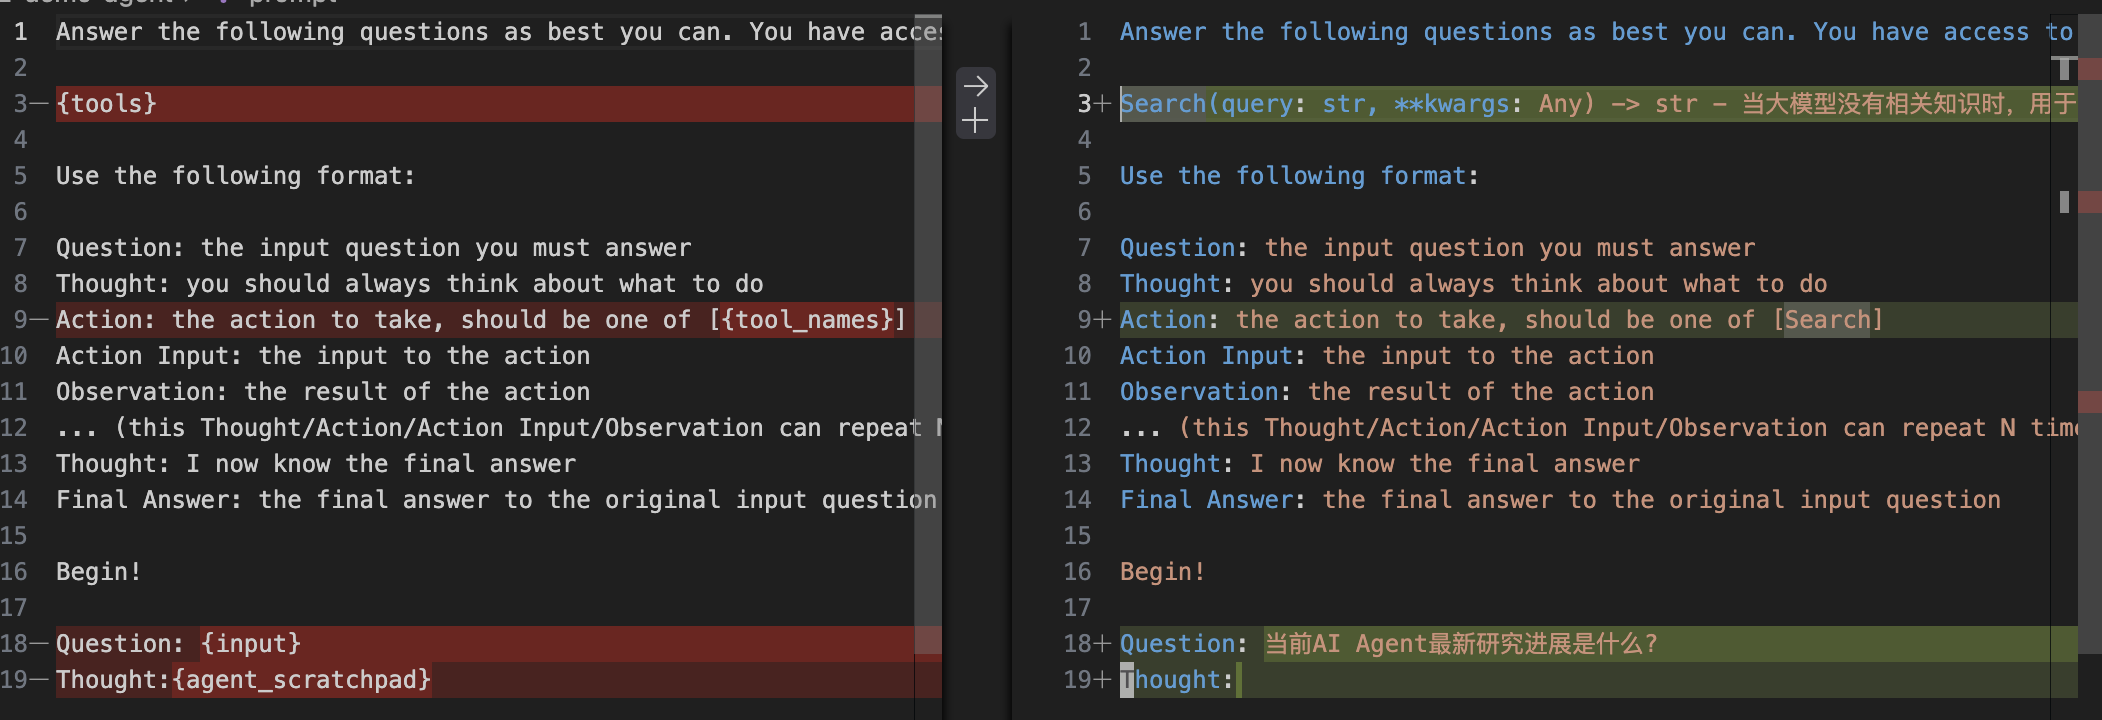 1 Answer the following questions as best you can. You have acce
2
3— {tools}
4
5 Use the following format:
6
7 Question: the input question you must answer
8 Thought: you should always think about what to do
9— Action: the action to take, should be one of [{tool_names}]
10 Action Input: the input to the action
11 Observation: the result of the action
12 ... (this Thought/Action/Action Input/Observation can repeat N
13 Thought: I now know the final answer
14 Final Answer: the final answer to the original input question
15
16 Begin!
17
18— Question: {input}
19— Thought:{agent_scratchpad}
1 Answer the following questions as best you can. You have access to
2
3+ Search(query: str, **kwargs: Any) -> str - 当大模型没有相关知识时，用于
4
5 Use the following format:
6
7 Question: the input question you must answer
8 Thought: you should always think about what to do
9+ Action: the action to take, should be one of [Search]
10 Action Input: the input to the action
11 Observation: the result of the action
12 ... (this Thought/Action/Action Input/Observation can repeat N tim
13 Thought: I now know the final answer
14 Final Answer: the final answer to the original input question
15
16 Begin!
17
18+ Question: 当前AI Agent最新研究进展是什么?
19+ Thought: